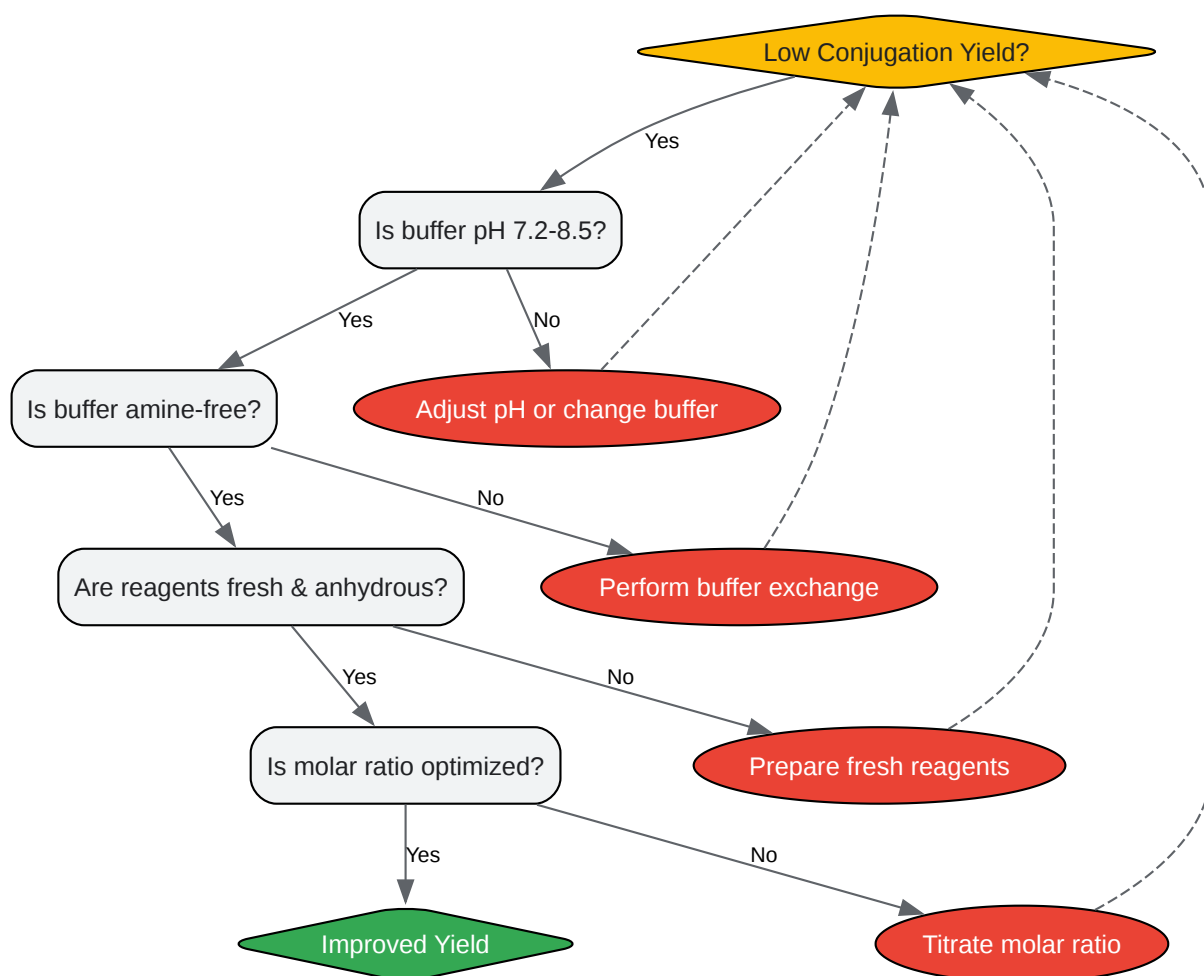 Low Conjugation Yield?
Yes
Is buffer pH 7.2-8.5?
Yes
No
Is buffer amine-free?
Adjust pH or change buffer
Yes
No
Are reagents fresh & anhydrous?
Perform buffer exchange
Yes
No
Is molar ratio optimized?
Prepare fresh reagents
Yes
No
Improved Yield
Titrate molar ratio